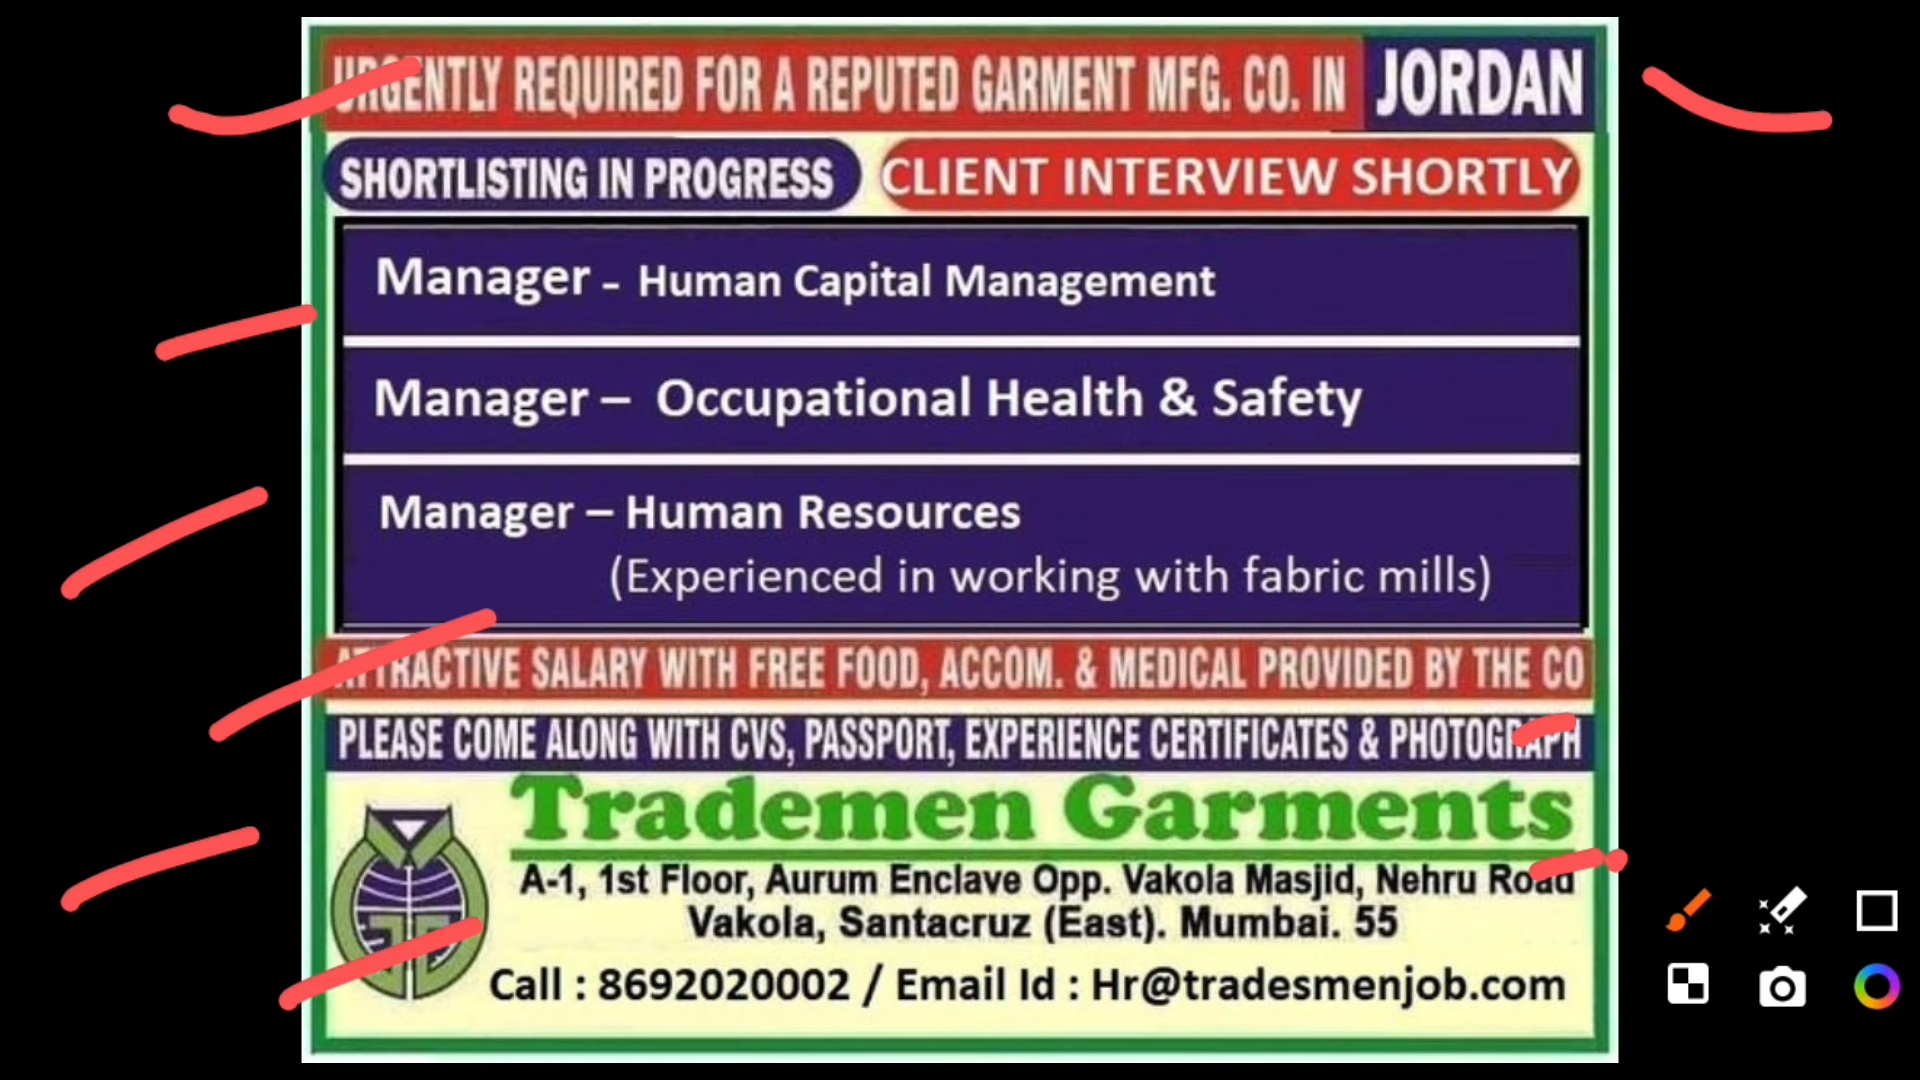 URGENTLY REQUIRED FOR A REPUTED GARMENT MFG. CO. IN JORDAN
SHORTLISTING IN PROGRESS CLIENT INTERVIEW SHORTLY
Manager - Human Capital Management
Manager – Occupational Health & Safety
Manager – Human Resources
(Experienced in working with fabric mills)
ATTRACTIVE SALARY WITH FREE FOOD, ACCOM. & MEDICAL PROVIDED BY THE CO
PLEASE COME ALONG WITH CVS, PASSPORT, EXPERIENCE CERTIFICATES & PHOTOGRAPH
Trademen Garments
A-1, 1st Floor, Aurum Enclave Opp. Vakola Masjid, Nehru Road
Vakola, Santacruz (East). Mumbai. 55
Call : 8692020002 / Email Id : Hr@tradesmenjob.com